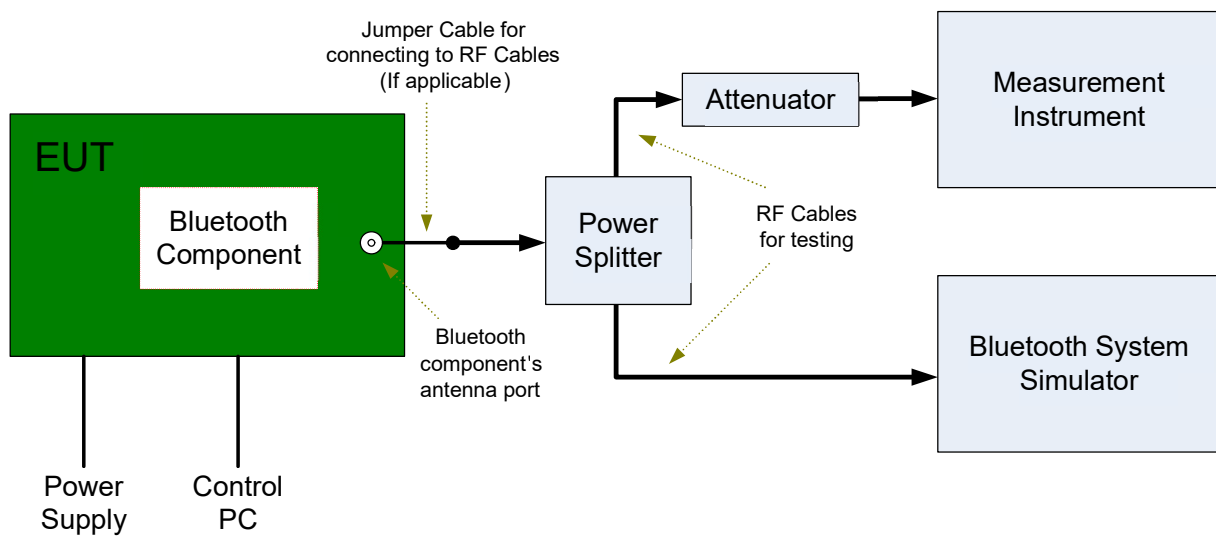 Jumper Cable for
connecting to RF Cables
(If applicable)
Attenuator
Measurement
Instrument
EUT
Bluetooth
Component
Power
Splitter
RF Cables
for testing
Bluetooth
component's
antenna port
Bluetooth System
Simulator
Power
Supply
Control
PC